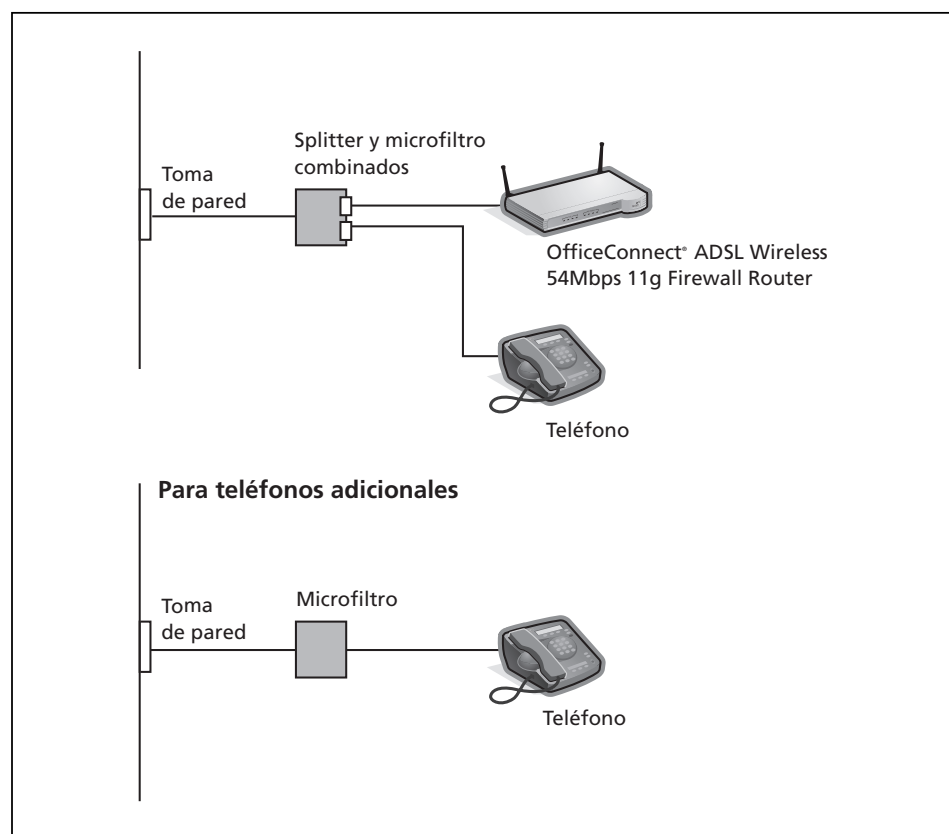 Splitter y microfiltro
combinados
Toma
de pared
OfficeConnect® ADSL Wireless
54Mbps 11g Firewall Router
Teléfono
Para teléfonos adicionales
Toma
de pared
Microfiltro
Teléfono